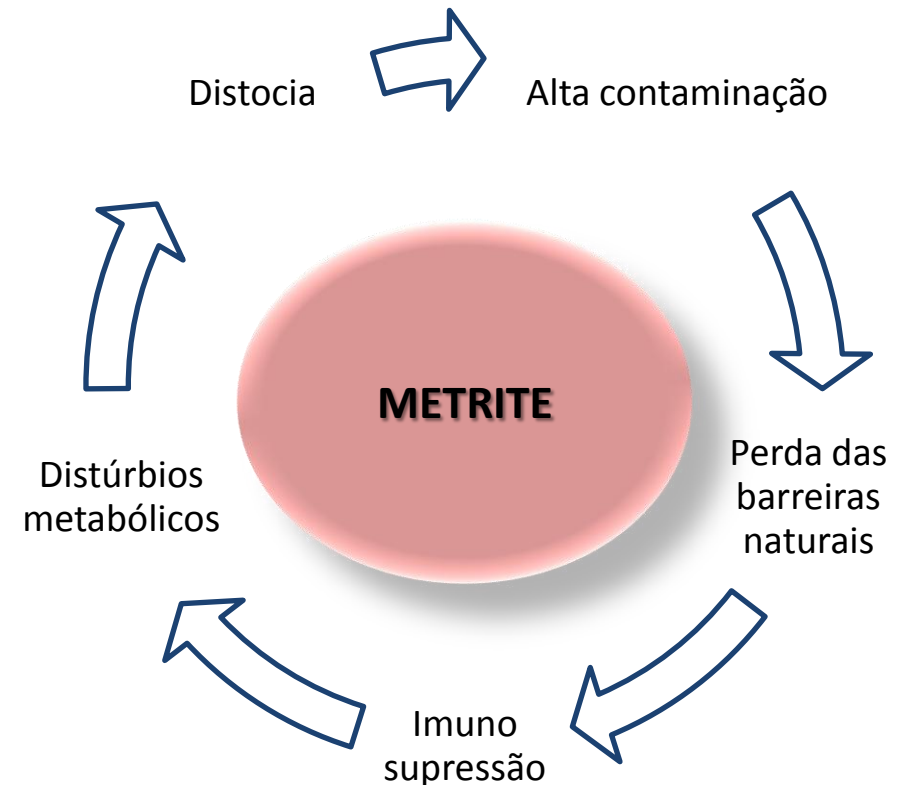 Distocia
Alta contaminação
METRITE
Perda das
barreiras
naturais
Distúrbios
metabólicos
Imuno
supressão